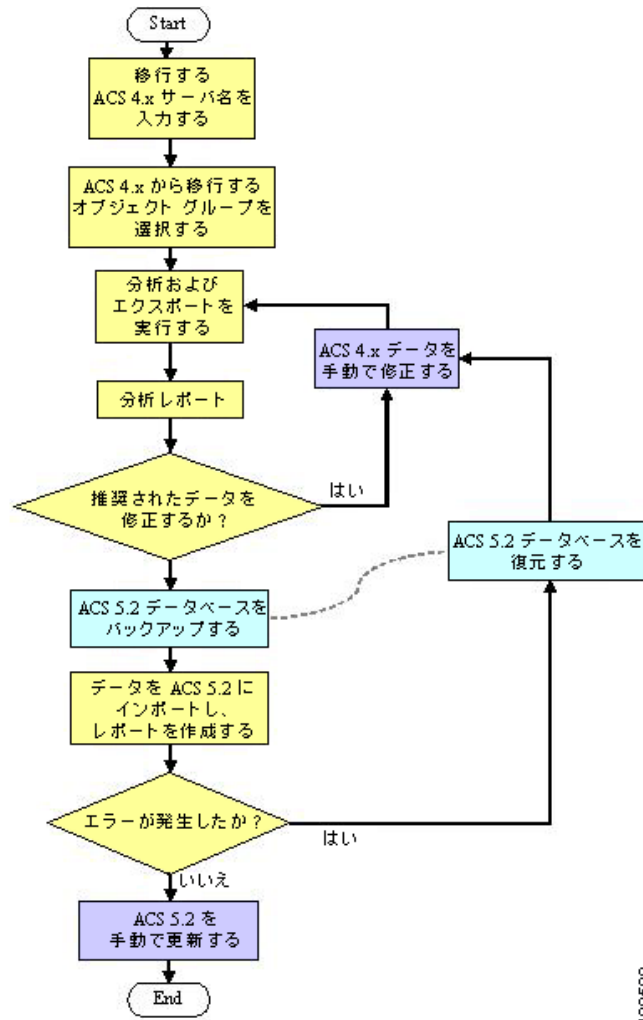 Start
移行する
ACS 4.x サーバ名を
入力する
ACS 4.x から移行する
オブジェクト グループを
選択する
分析および
エクスポートを
実行する
ACS 4.x データを
手動で修正する
分析レポート
推奨されたデータを
修正するか？
はい
ACS 5.2 データベースを
復元する
ACS 5.2 データベースを
バックアップする
データを ACS 5.2 に
インポートし、
レポートを作成する
エラーが発生したか？
はい
いいえ
ACS 5.2 を
手動で更新する
End